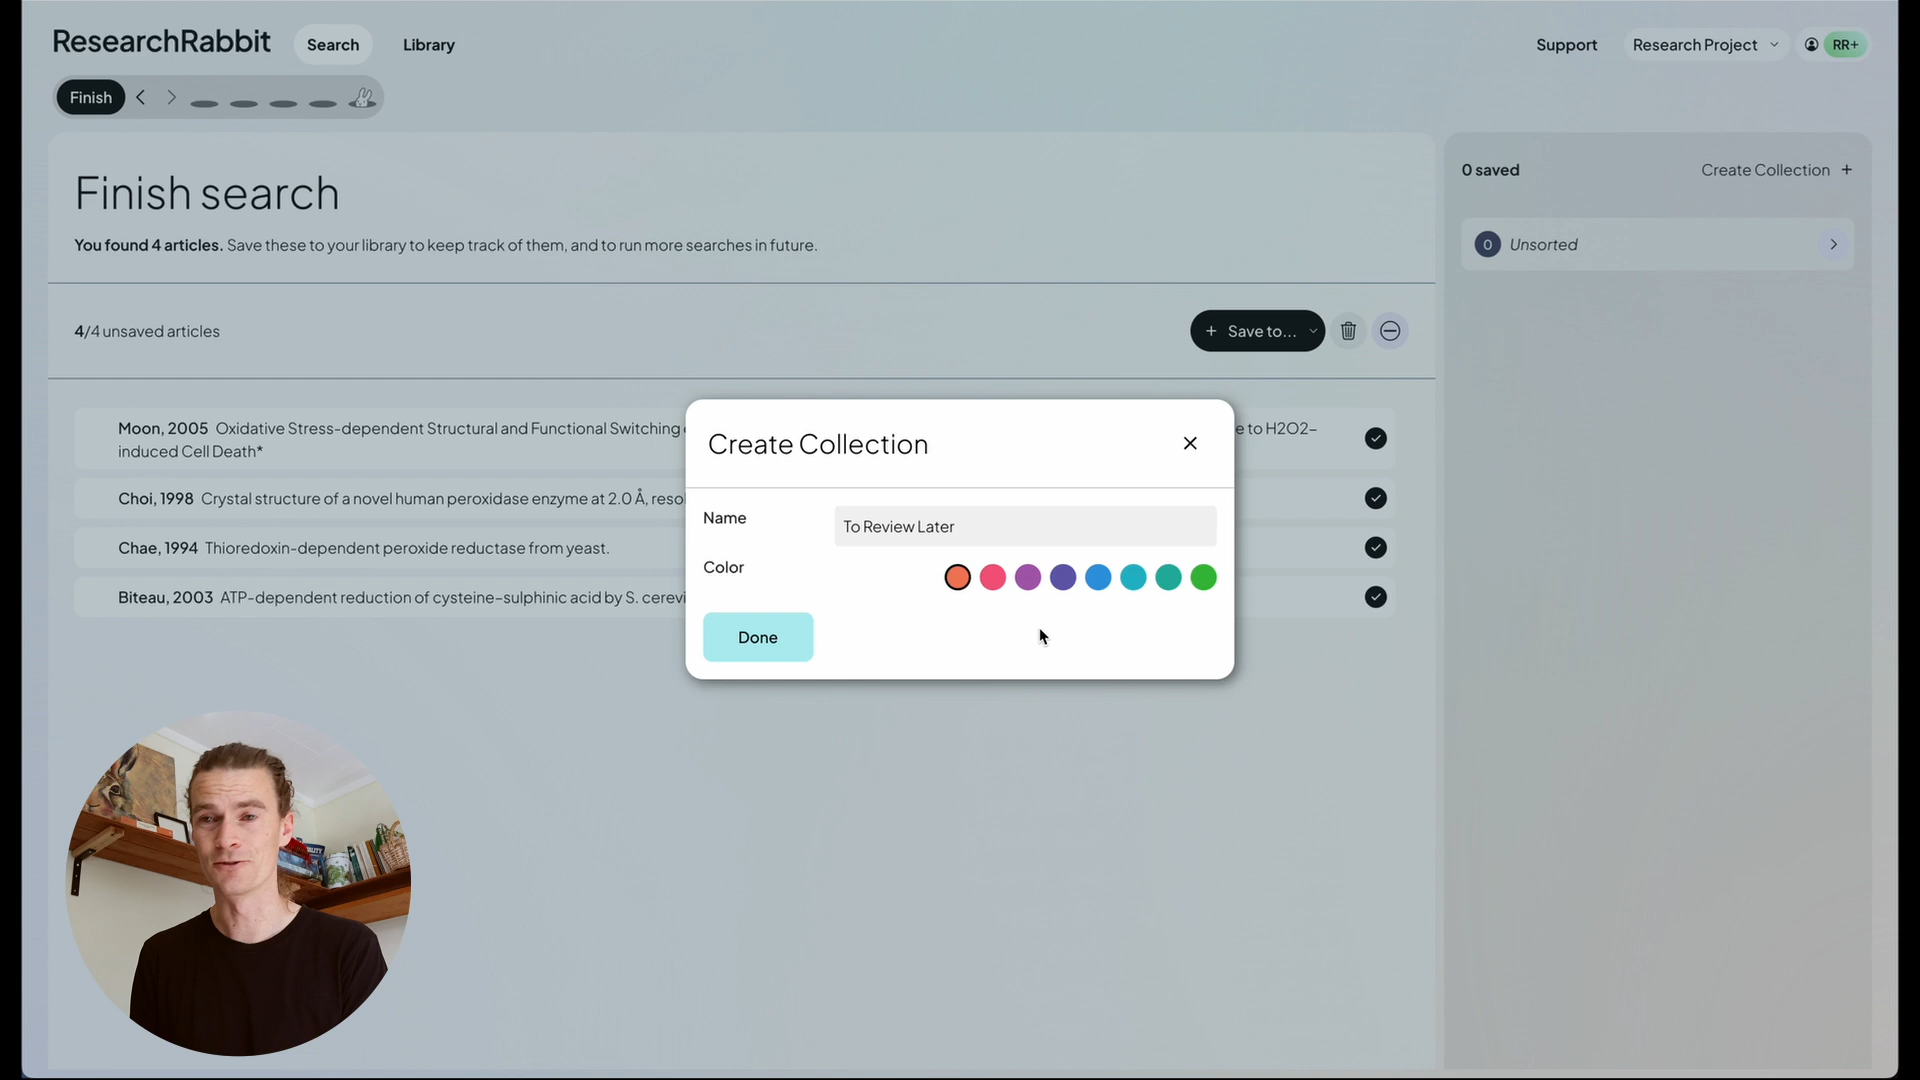 ResearchRabbit
Search
Library
Support
Research Project
RR+
Finish
Finish search
You found 4 articles. Save these to your library to keep track of them, and to run more searches in future.
0 saved
Create Collection +
0 Unsorted
4/4 unsaved articles
+ Save to...
Moon, 2005 Oxidative Stress-dependent Structural and Functional Switching
e to H2O2–
induced Cell Death*
Choi, 1998 Crystal structure of a novel human peroxidase enzyme at 2.0 Å, reso
Chae, 1994 Thioredoxin-dependent peroxide reductase from yeast.
Biteau, 2003 ATP-dependent reduction of cysteine–sulphinic acid by S. cerevi
Create Collection
Name
To Review Later
Color
Done